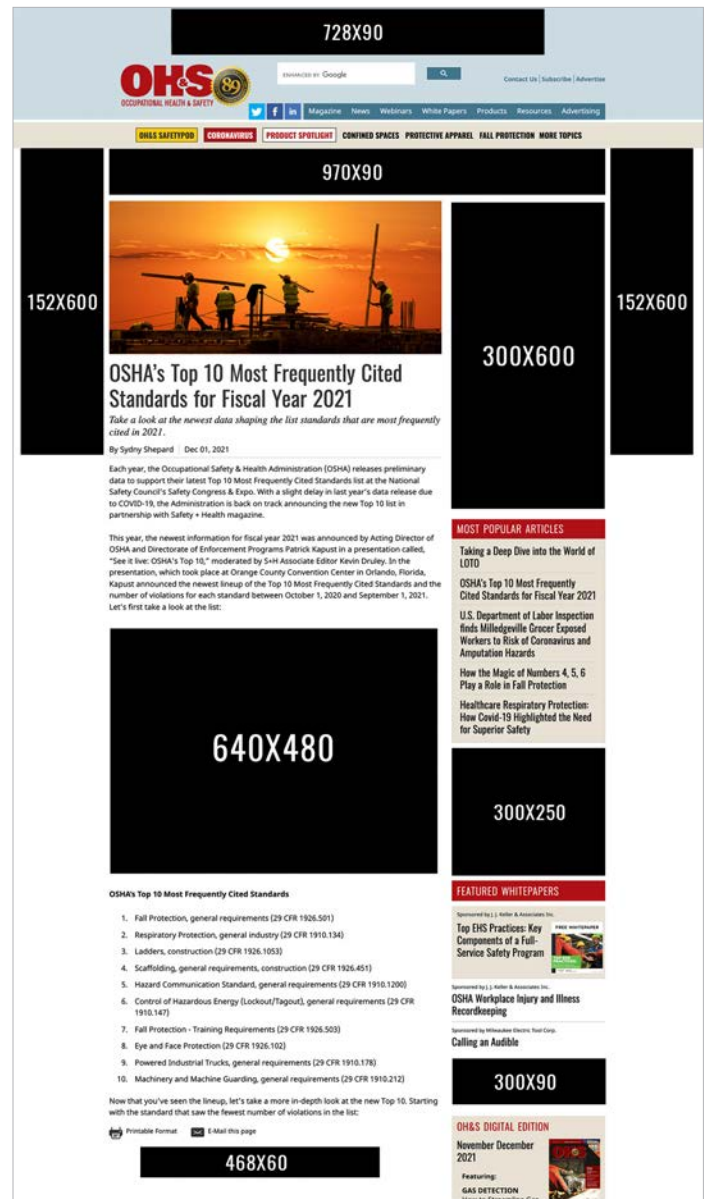 728X90
OH&S 89
OCCUPATIONAL HEALTH & SAFETY
ENHANCED BY Google
Contact Us | Subscribe | Advertise
Magazine News Webinars White Papers Products Resources Advertising
OH&S SAFETYPOD CORONAVIRUS PRODUCT SPOTLIGHT CONFINED SPACES PROTECTIVE APPAREL FALL PROTECTION MORE TOPICS
970X90
152X600
OSHA's Top 10 Most Frequently Cited
Standards for Fiscal Year 2021
Take a look at the newest data shaping the list standards that are most frequently
cited in 2021.
By Sydny Shepard | Dec 01, 2021
Each year, the Occupational Safety & Health Administration (OSHA) releases preliminary
data to support their latest Top 10 Most Frequently Cited Standards list at the National
Safety Council's Safety Congress & Expo. With a slight delay in last year's data release due
to COVID-19, the Administration is back on track announcing the new Top 10 list in
partnership with Safety + Health magazine.
This year, the newest information for fiscal year 2021 was announced by Acting Director of
OSHA and Directorate of Enforcement Programs Patrick Kapust in a presentation called,
"See it live: OSHA's Top 10," moderated by S+H Associate Editor Kevin Druley. In the
presentation, which took place at Orange County Convention Center in Orlando, Florida,
Kapust announced the newest lineup of the Top 10 Most Frequently Cited Standards and the
number of violations for each standard between October 1, 2020 and September 1, 2021.
Let's first take a look at the list:
640X480
OSHA's Top 10 Most Frequently Cited Standards
1. Fall Protection, general requirements (29 CFR 1926.501)
2. Respiratory Protection, general industry (29 CFR 1910.134)
3. Ladders, construction (29 CFR 1926.1053)
4. Scaffolding, general requirements, construction (29 CFR 1926.451)
5. Hazard Communication Standard, general requirements (29 CFR 1910.1200)
6. Control of Hazardous Energy (Lockout/Tagout), general requirements (29 CFR
1910.147)
7. Fall Protection - Training Requirements (29 CFR 1926.503)
8. Eye and Face Protection (29 CFR 1926.102)
9. Powered Industrial Trucks, general requirements (29 CFR 1910.178)
10. Machinery and Machine Guarding, general requirements (29 CFR 1910.212)
Now that you've seen the lineup, let's take a more in-depth look at the new Top 10. Starting
with the standard that saw the fewest number of violations in the list:
Printable Format E-Mail this page
468X60
300X600
152X600
MOST POPULAR ARTICLES
Taking a Deep Dive into the World of
LOTO
OSHA's Top 10 Most Frequently
Cited Standards for Fiscal Year 2021
U.S. Department of Labor Inspection
finds Milledgeville Grocer Exposed
Workers to Risk of Coronavirus and
Amputation Hazards
How the Magic of Numbers 4, 5, 6
Play a Role in Fall Protection
Healthcare Respiratory Protection:
How Covid-19 Highlighted the Need
for Superior Safety
300X250
FEATURED WHITEPAPERS
Sponsored by J. J. Keller & Associates Inc.
Top EHS Practices: Key
Components of a Full-
Service Safety Program
FREE WHITEPAPER
Sponsored by J. J. Keller & Associates Inc.
OSHA Workplace Injury and Illness
Recordkeeping
Sponsored by Milwaukee Electric Tool Corp.
Calling an Audible
300X90
OH&S DIGITAL EDITION
November December
2021
Featuring:
GAS DETECTION